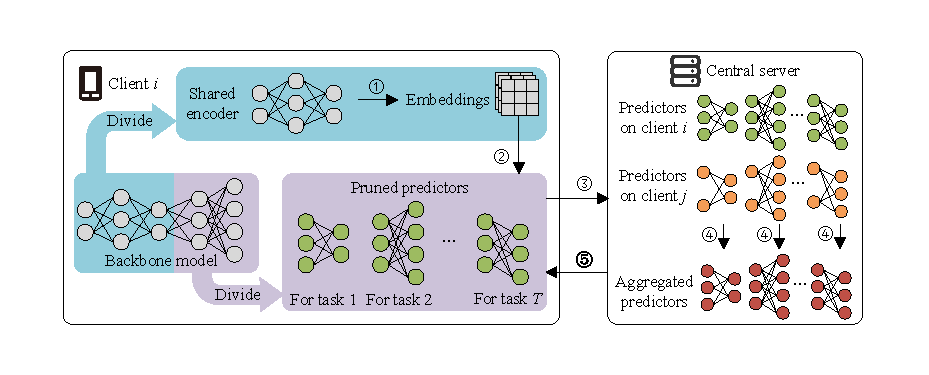 Client i
Shared
encoder
①
Embeddings
Divide
②
Backbone model
Divide
Pruned predictors
...
For task 1
For task 2
For task T
③
⑤
Central server
Predictors
on client i
...
Predictors
on client j
...
④
④
④
Aggregated
predictors
...